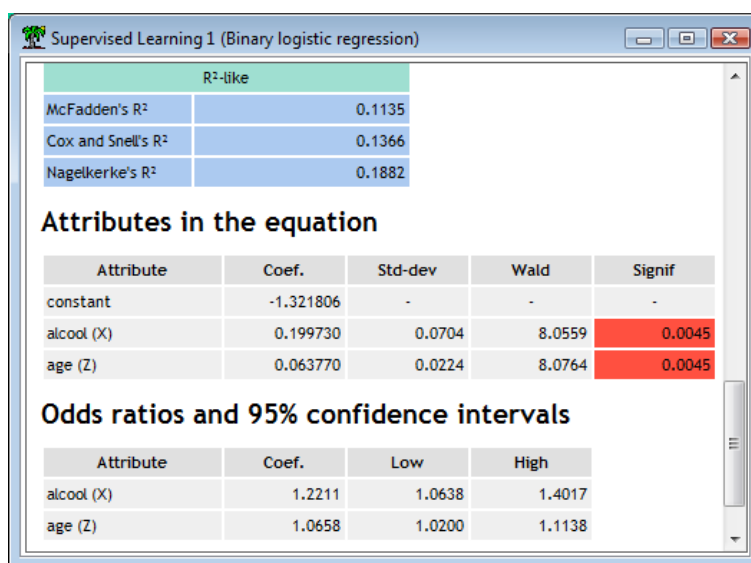 Supervised Learning 1 (Binary logistic regression)
R²-like
McFadden's R² 0.1135
Cox and Snell's R² 0.1366
Nagelkerke's R² 0.1882
Attributes in the equation
Attribute Coef. Std-dev Wald Signif
constant -1.321806 - - -
alcool (X) 0.199730 0.0704 8.0559 0.0045
age (Z) 0.063770 0.0224 8.0764 0.0045
Odds ratios and 95% confidence intervals
Attribute Coef. Low High
alcool (X) 1.2211 1.0638 1.4017
age (Z) 1.0658 1.0200 1.1138